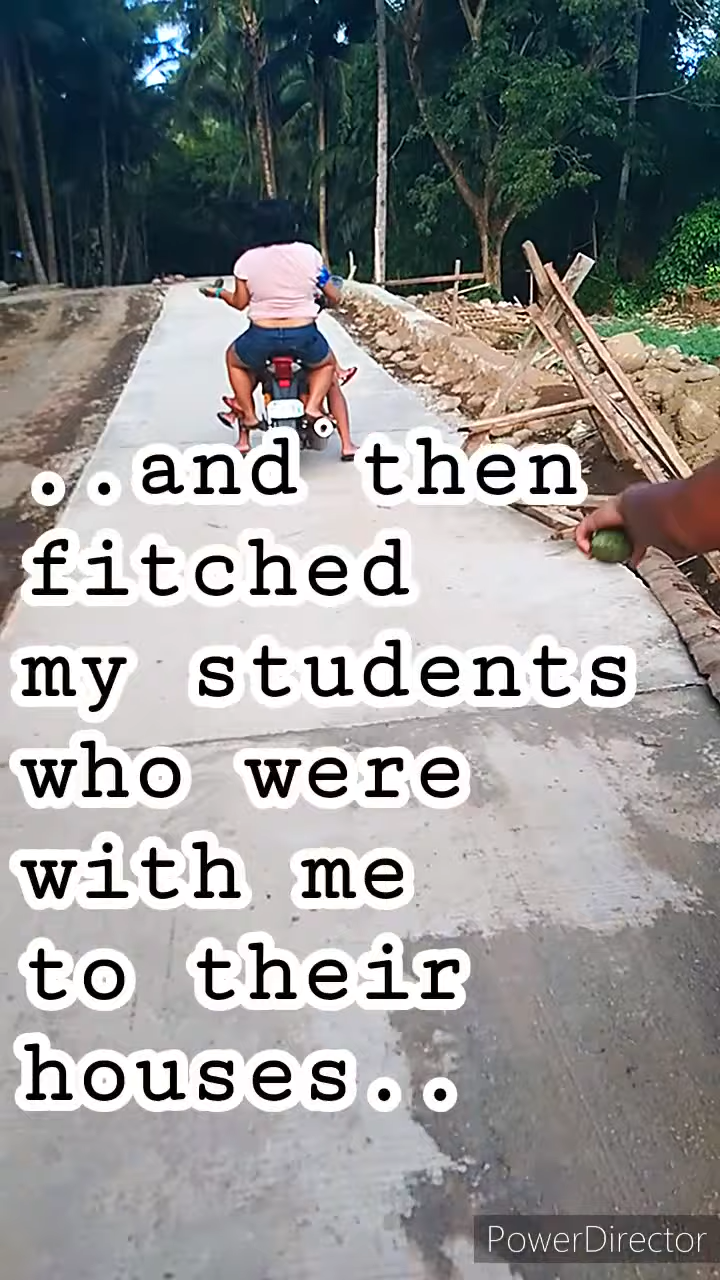 ..and then
fitched
my students
who were
with me
to their
houses..
PowerDirector